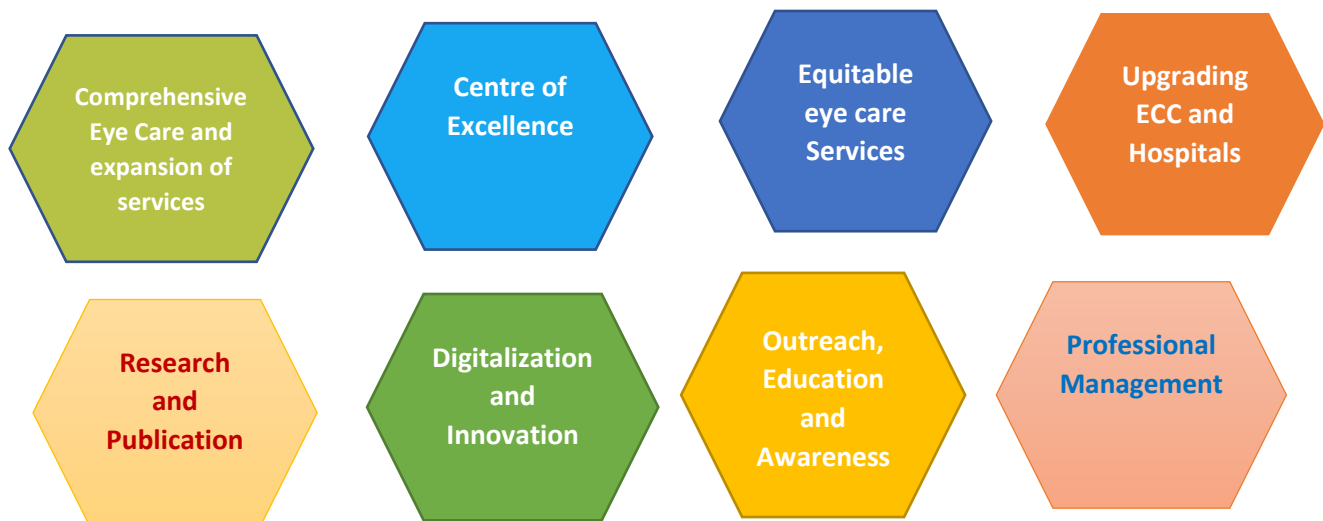 Comprehensive
Eye Care and
expansion of
services
Centre of
Excellence
Equitable
eye care
Services
Upgrading
ECC and
Hospitals
Research
and
Publication
Digitalization
and
Innovation
Outreach,
Education
and
Awareness
Professional
Management